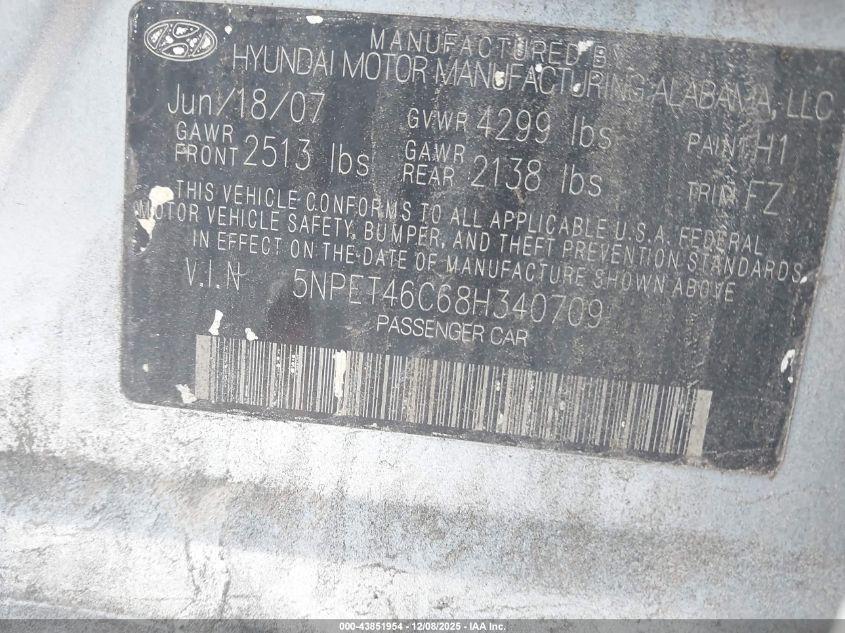 MANUFACTURED B
HYUNDAI MOTOR MANUFACTURING ALABAMA, LLC
Jun/18/07 GVWR 4299 lbs PAINT H1
GAWR FRONT 2513 lbs GAWR REAR 2138 lbs TRIM FZ
THIS VEHICLE CONFORMS TO ALL APPLICABLE U.S.A. FEDERAL
MOTOR VEHICLE SAFETY, BUMPER, AND THEFT PREVENTION STANDARDS
IN EFFECT ON THE DATE OF MANUFACTURE SHOWN ABOVE
V.I.N 5NPET46C68H340709
PASSENGER CAR
000-43851954 - 12/08/2025 - IAA Inc.